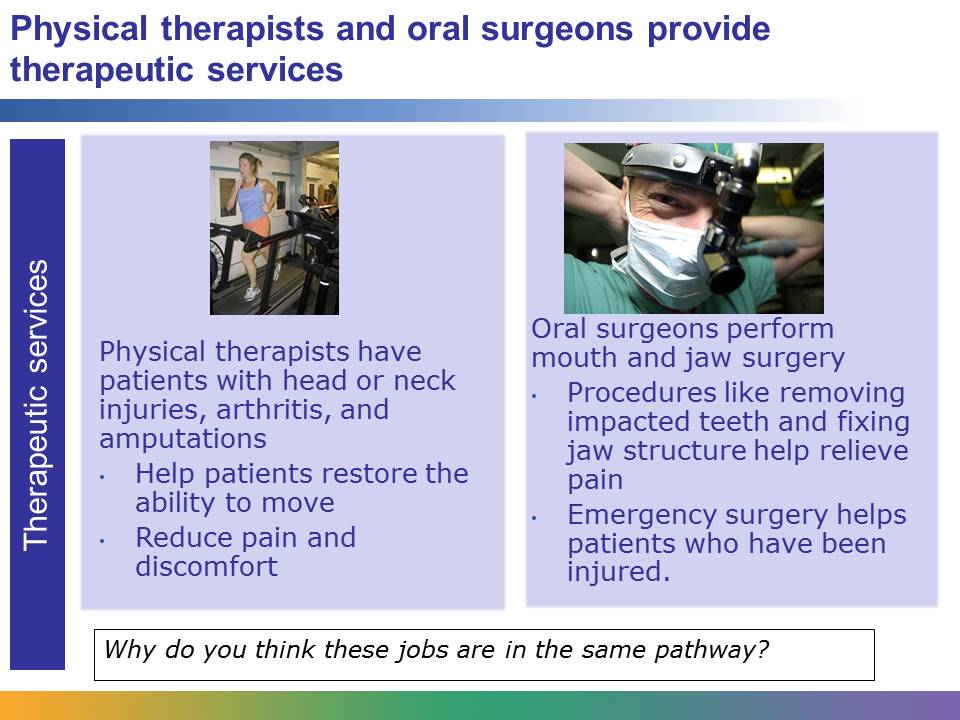 Physical therapists and oral surgeons provide
therapeutic services
Therapeutic services
Physical therapists have
patients with head or neck
injuries, arthritis, and
amputations
• Help patients restore the
ability to move
• Reduce pain and
discomfort
Oral surgeons perform
mouth and jaw surgery
• Procedures like removing
impacted teeth and fixing
jaw structure help relieve
pain
• Emergency surgery helps
patients who have been
injured.
Why do you think these jobs are in the same pathway?